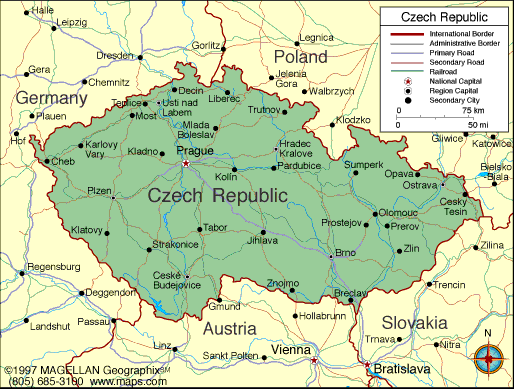 Halle
Leipzig
Dresden
Gorlitz
Legnica
Poland
Gera
Chemnitz
Jelenia
Gora
Walbrzych
Germany
Plauen
Hof
Klodzko
Gliwice
Katowice
Bielsko
-Biala
Czech Republic
International Border
Administrative Border
Primary Road
Secondary Road
Railroad
National Capital
Region Capital
Secondary City
0 75 km
0 50 mi
Decin
Teplice
Usti nad
Labem
Liberec
Most
Trutnov
Mlada
Boleslav
Karlovy
Vary
Kladno
Prague
Hradec
Kralove
Cheb
Kolín
Pardubice
Sumperk
Opava
Ostrava
Cesky
Tesin
Plzen
Czech Republic
Olomouc
Prostejov
Prerov
Klatovy
Tabor
Jihlava
Strakonice
Brno
Zlin
Zilina
Ceské
Budejovice
Znojmo
Breclav
Trencin
Regensburg
Deggendorf
Gmund
Hollabrunn
Landshut
Passau
Austria
Slovakia
Linz
Sankt Polten
Vienna
Trnava
Nitra
Bratislava
N
©1997 MAGELLAN Geographix SM
(805) 685-3100 www.maps.com